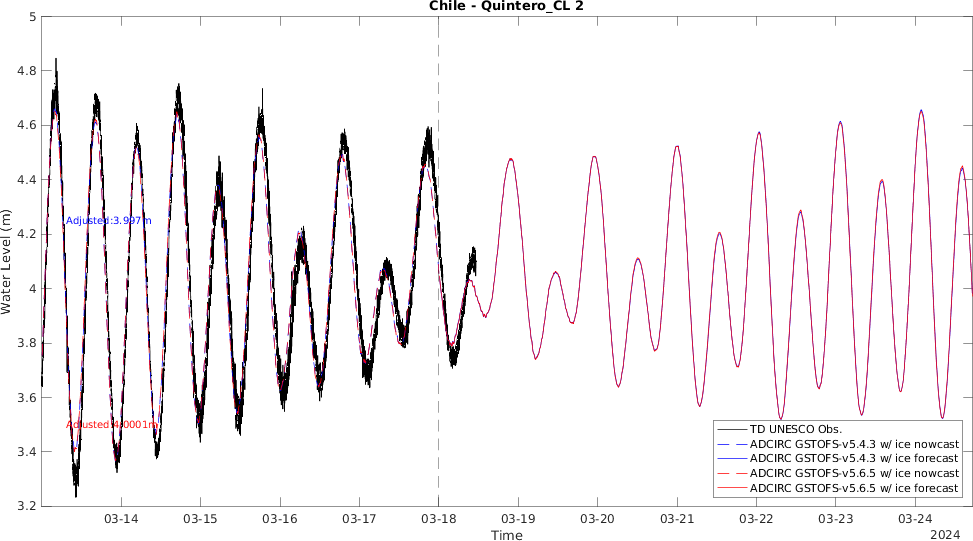 Chile - Quintero_CL 2
5
4.8
4.6
4.4
4.2
4
3.8
3.6
3.4
3.2
Water Level (m)
Adjusted:3.997m
Adjusted:4.0001m
TD UNESCO Obs.
ADCIRC GSTOFS-v5.4.3 w/ ice nowcast
ADCIRC GSTOFS-v5.4.3 w/ ice forecast
ADCIRC GSTOFS-v5.6.5 w/ ice nowcast
ADCIRC GSTOFS-v5.6.5 w/ ice forecast
03-14 03-15 03-16 03-17 03-18 03-19 03-20 03-21 03-22 03-23 03-24
Time
2024